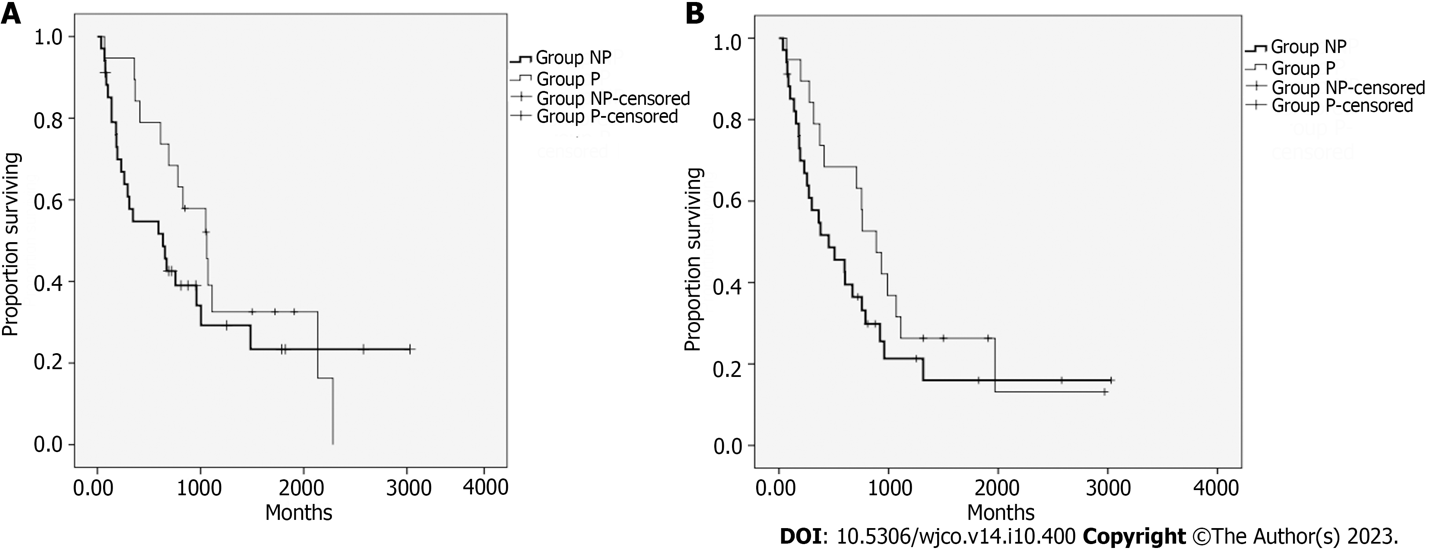 A
1.0
0.8
0.6
0.4
0.2
0.0
Proportion surviving
0.00 1000 2000 3000 4000
Months
Group NP
Group P
Group NP-censored
Group P-censored
B
1.0
0.8
0.6
0.4
0.2
0.0
Proportion surviving
0.00 1000 2000 3000 4000
Months
Group NP
Group P
Group NP-censored
Group P-censored
DOI: 10.5306/wjco.v14.i10.400 Copyright ©The Author(s) 2023.